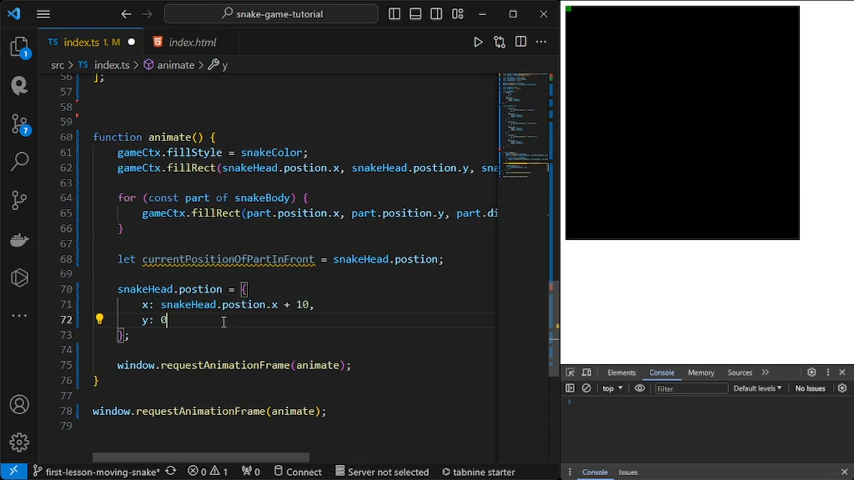 snake-game-tutorial
TS index.ts 1, M
index.html
src > TS index.ts > animate > y
56 ];
57
58
59
60 function animate() {
61 gameCtx.fillStyle = snakeColor;
62 gameCtx.fillRect(snakeHead.postion.x, snakeHead.postion.y, sna
63
64 for (const part of snakeBody) {
65 gameCtx.fillRect(part.position.x, part.position.y, part.di
66 }
67
68 let currentPositionOfPartInFront = snakeHead.postion;
69
70 snakeHead.postion = {
71 x: snakeHead.postion.x + 10,
72 y: 0
73 };
74
75 window.requestAnimationFrame(animate);
76 }
77
78 window.requestAnimationFrame(animate);
79
1
7
first-lesson-moving-snake*
0 1
0
Connect
Server not selected
tabnine starter
Elements Console Memory Sources
top Filter Default levels No Issues
Console Issues